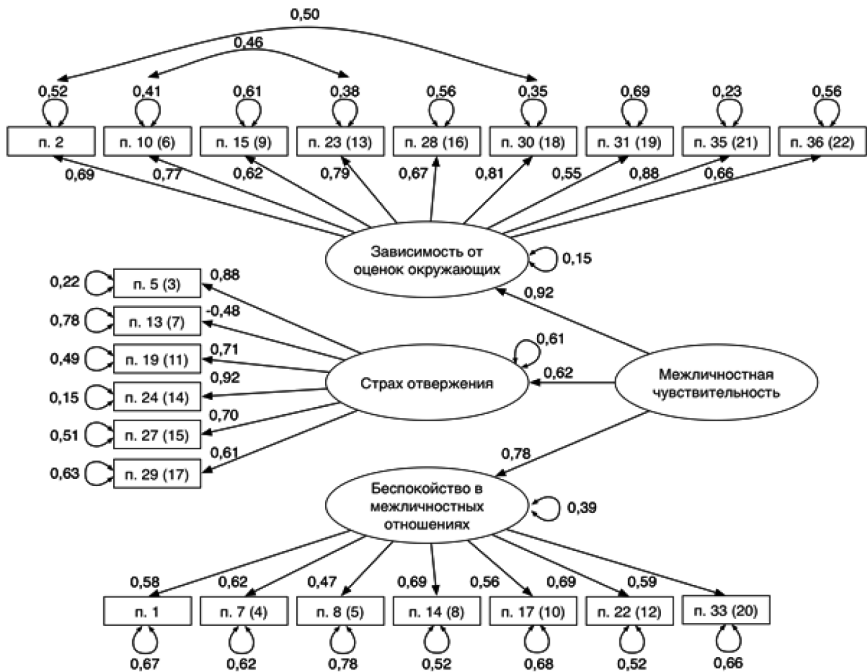 0,50
0,46
0,52 0,41 0,61 0,38 0,56 0,35 0,69 0,23 0,56
п. 2 п. 10 (6) п. 15 (9) п. 23 (13) п. 28 (16) п. 30 (18) п. 31 (19) п. 35 (21) п. 36 (22)
0,69 0,77 0,62 0,79 0,67 0,81 0,55 0,88 0,66
Зависимость от
оценок окружающих
0,15
0,92
0,22 п. 5 (3) 0,88
0,78 п. 13 (7) -0,48
0,49 п. 19 (11) 0,71
0,15 п. 24 (14) 0,92
0,51 п. 27 (15) 0,70
0,63 п. 29 (17) 0,61
Страх отвержения
0,61
0,62
Межличностная
чувствительность
0,78
Беспокойство в
межличностных
отношениях
0,39
0,58 0,62 0,47 0,69 0,56 0,69 0,59
п. 1 п. 7 (4) п. 8 (5) п. 14 (8) п. 17 (10) п. 22 (12) п. 33 (20)
0,67 0,62 0,78 0,52 0,68 0,52 0,66